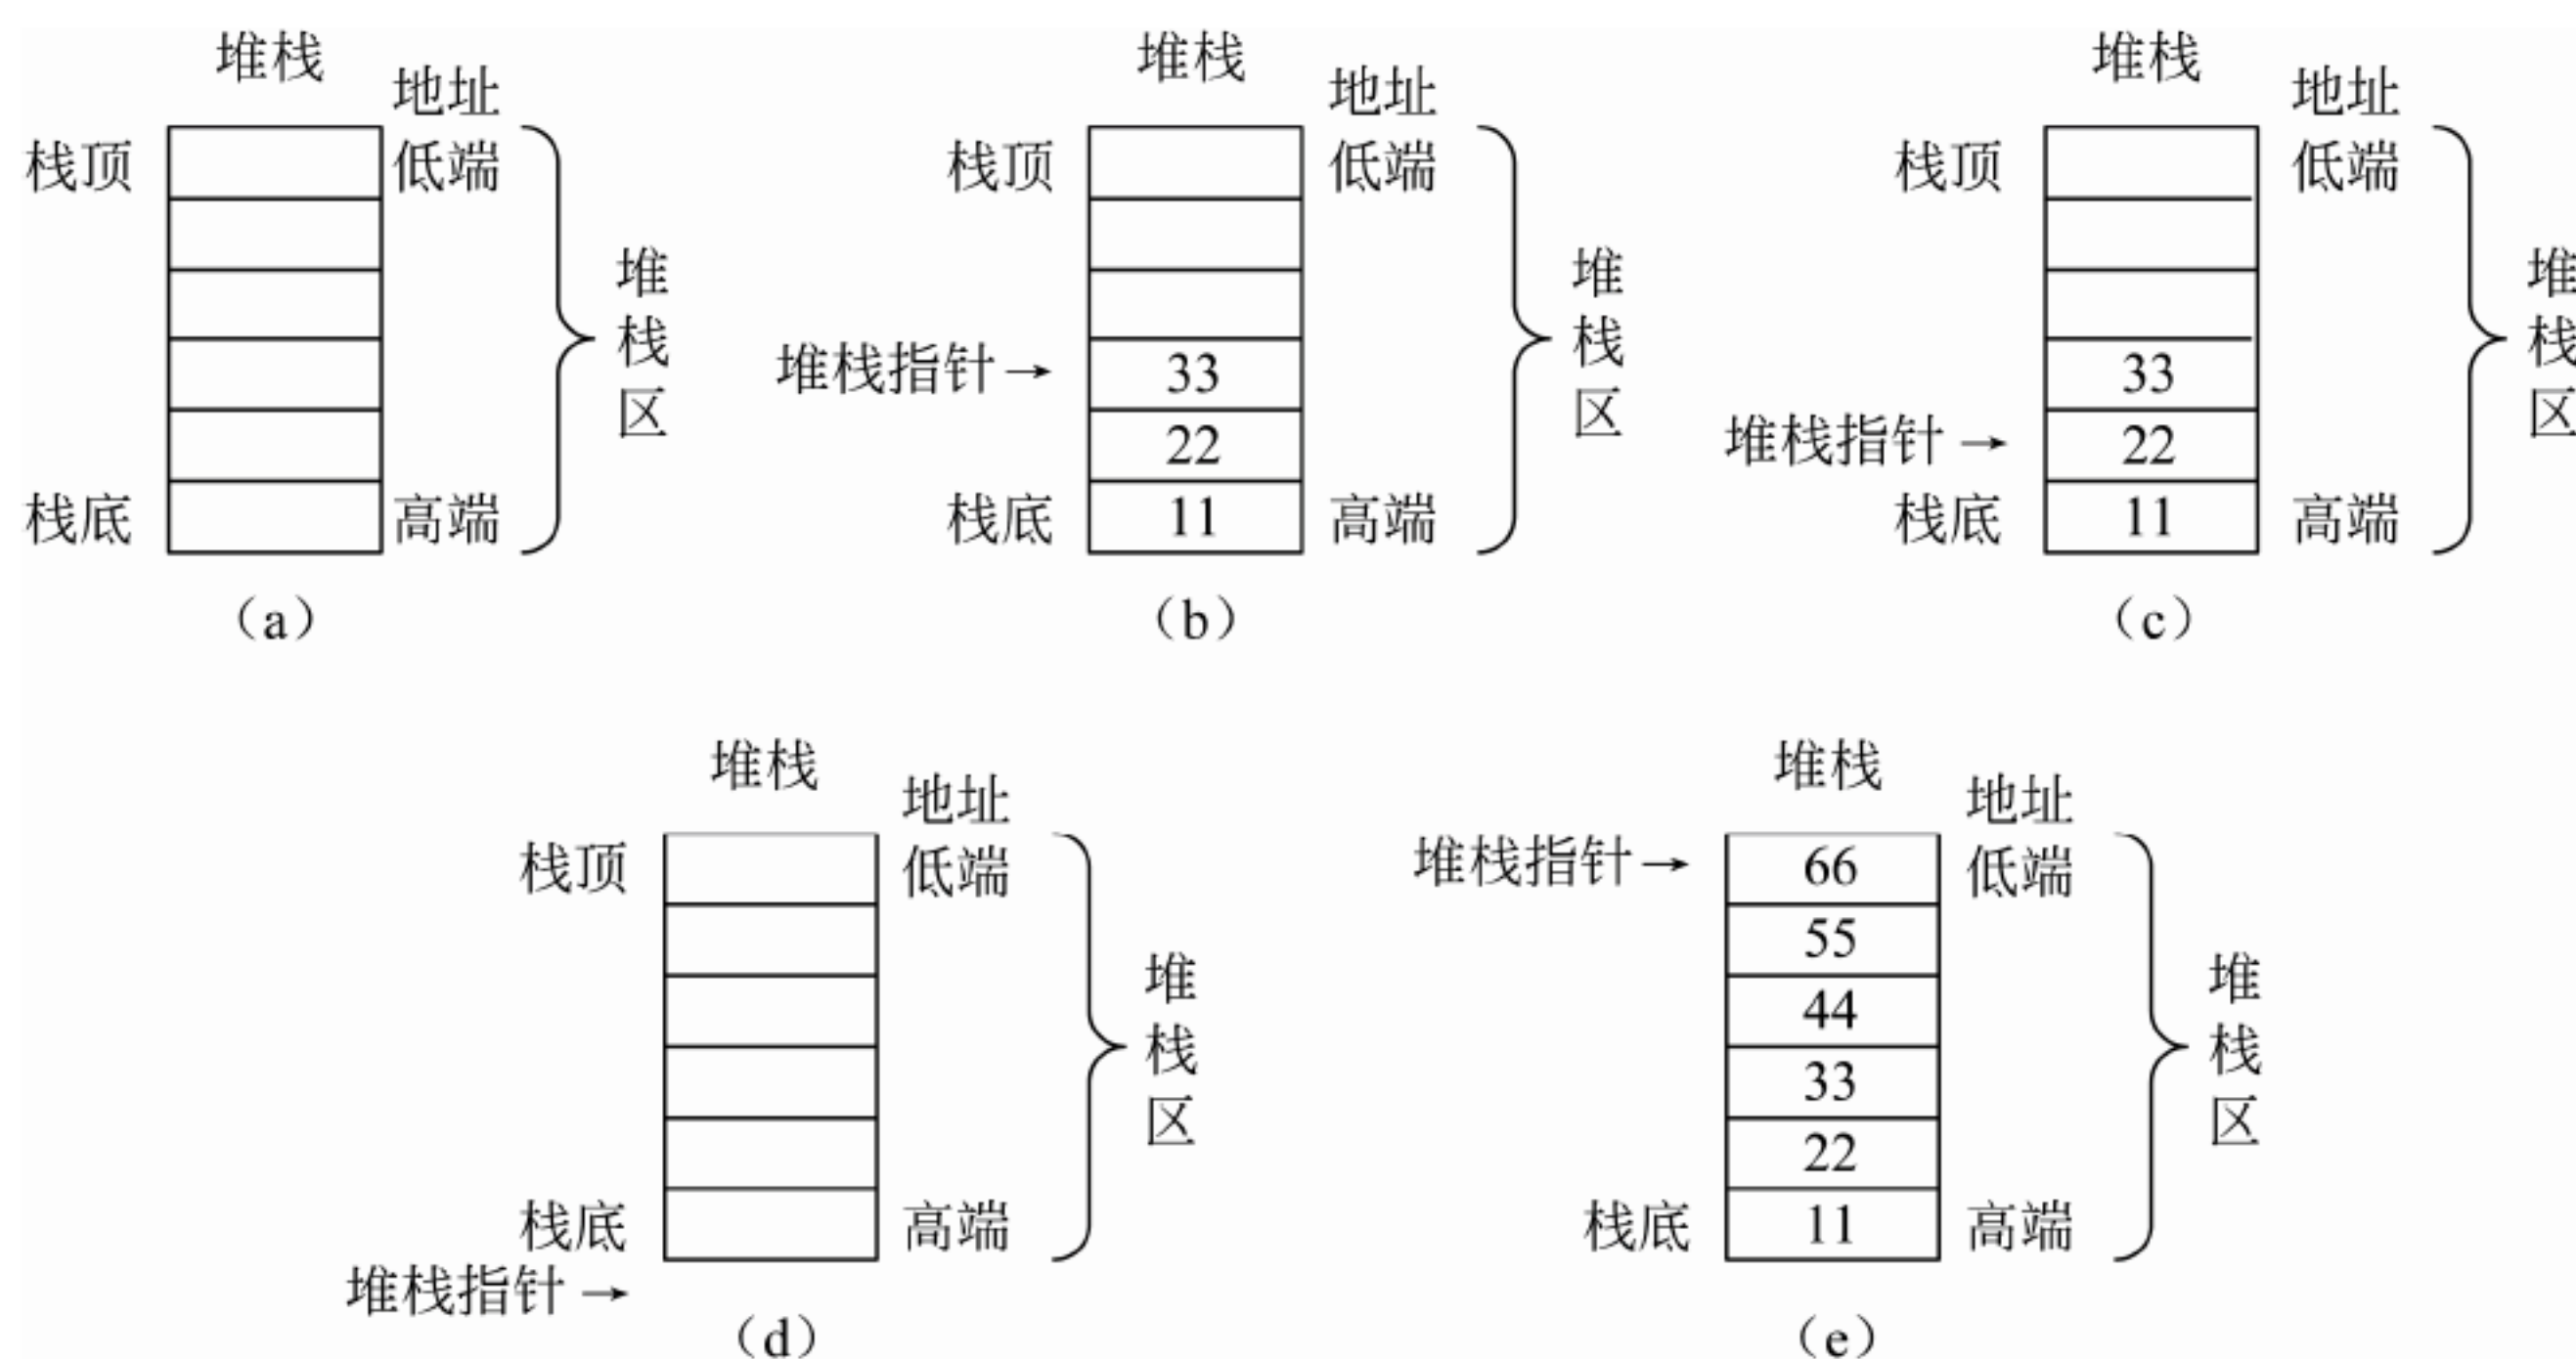 堆栈
地址
栈顶
低端
堆栈区
栈底
高端
(a)
堆栈
地址
栈顶
低端
堆栈区
堆栈指针→
33
22
栈底
11
高端
(b)
堆栈
地址
栈顶
低端
堆栈区
33
堆栈指针→
22
栈底
11
高端
(c)
堆栈
地址
栈顶
低端
堆栈区
栈底
高端
堆栈指针→
(d)
堆栈
地址
堆栈指针→
66
低端
55
44
堆栈区
33
22
栈底
11
高端
(e)